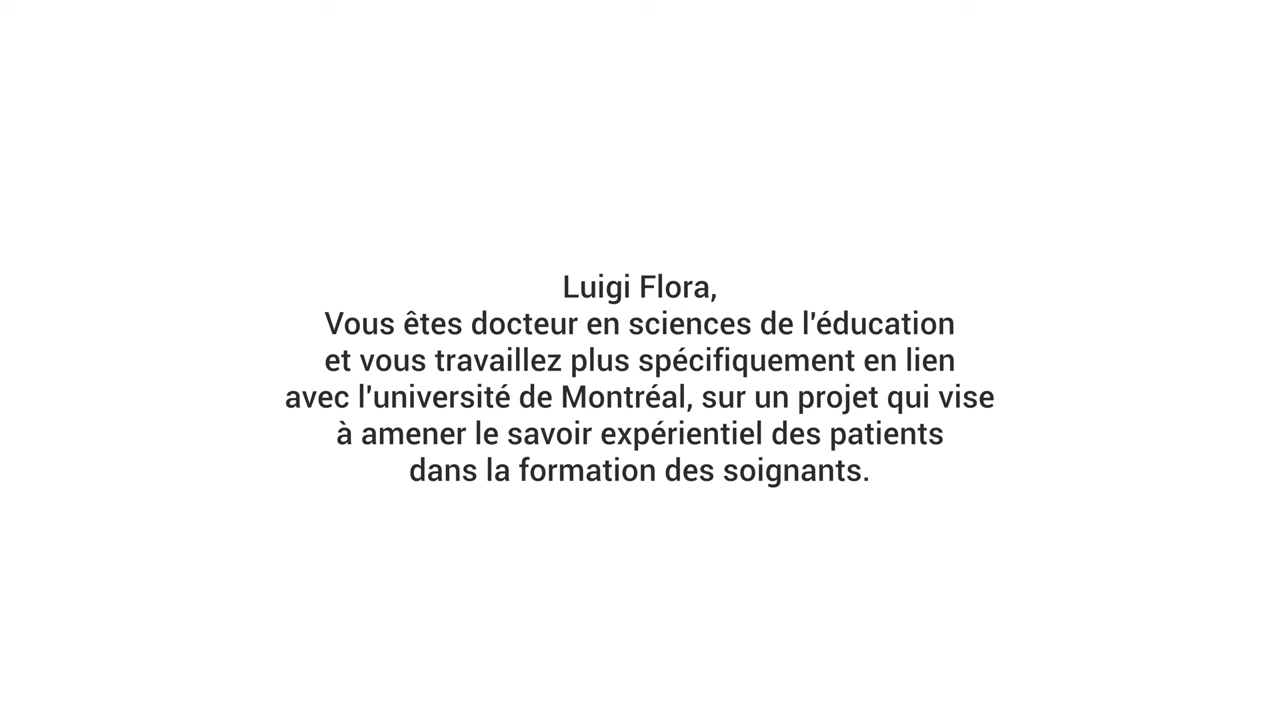 Luigi Flora,
Vous êtes docteur en sciences de l'éducation
et vous travaillez plus spécifiquement en lien
avec l'université de Montréal, sur un projet qui vise
à amener le savoir expérientiel des patients
dans la formation des soignants.